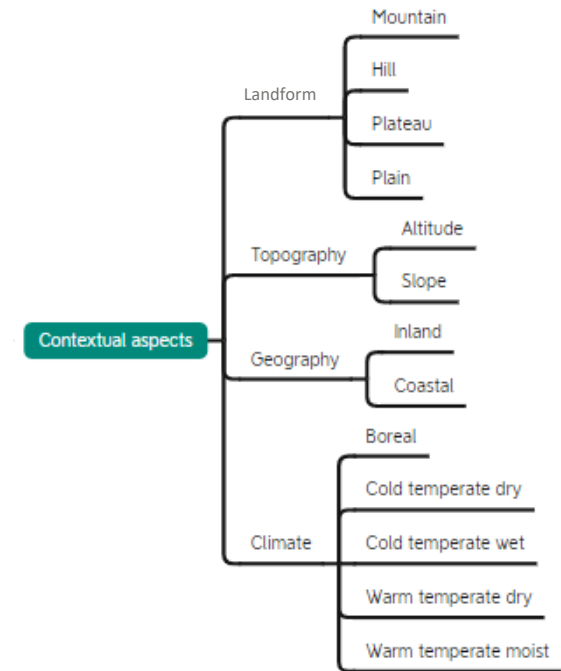 Contextual aspects
Landform
Mountain
Hill
Plateau
Plain
Topography
Altitude
Slope
Geography
Inland
Coastal
Climate
Boreal
Cold temperate dry
Cold temperate wet
Warm temperate dry
Warm temperate moist